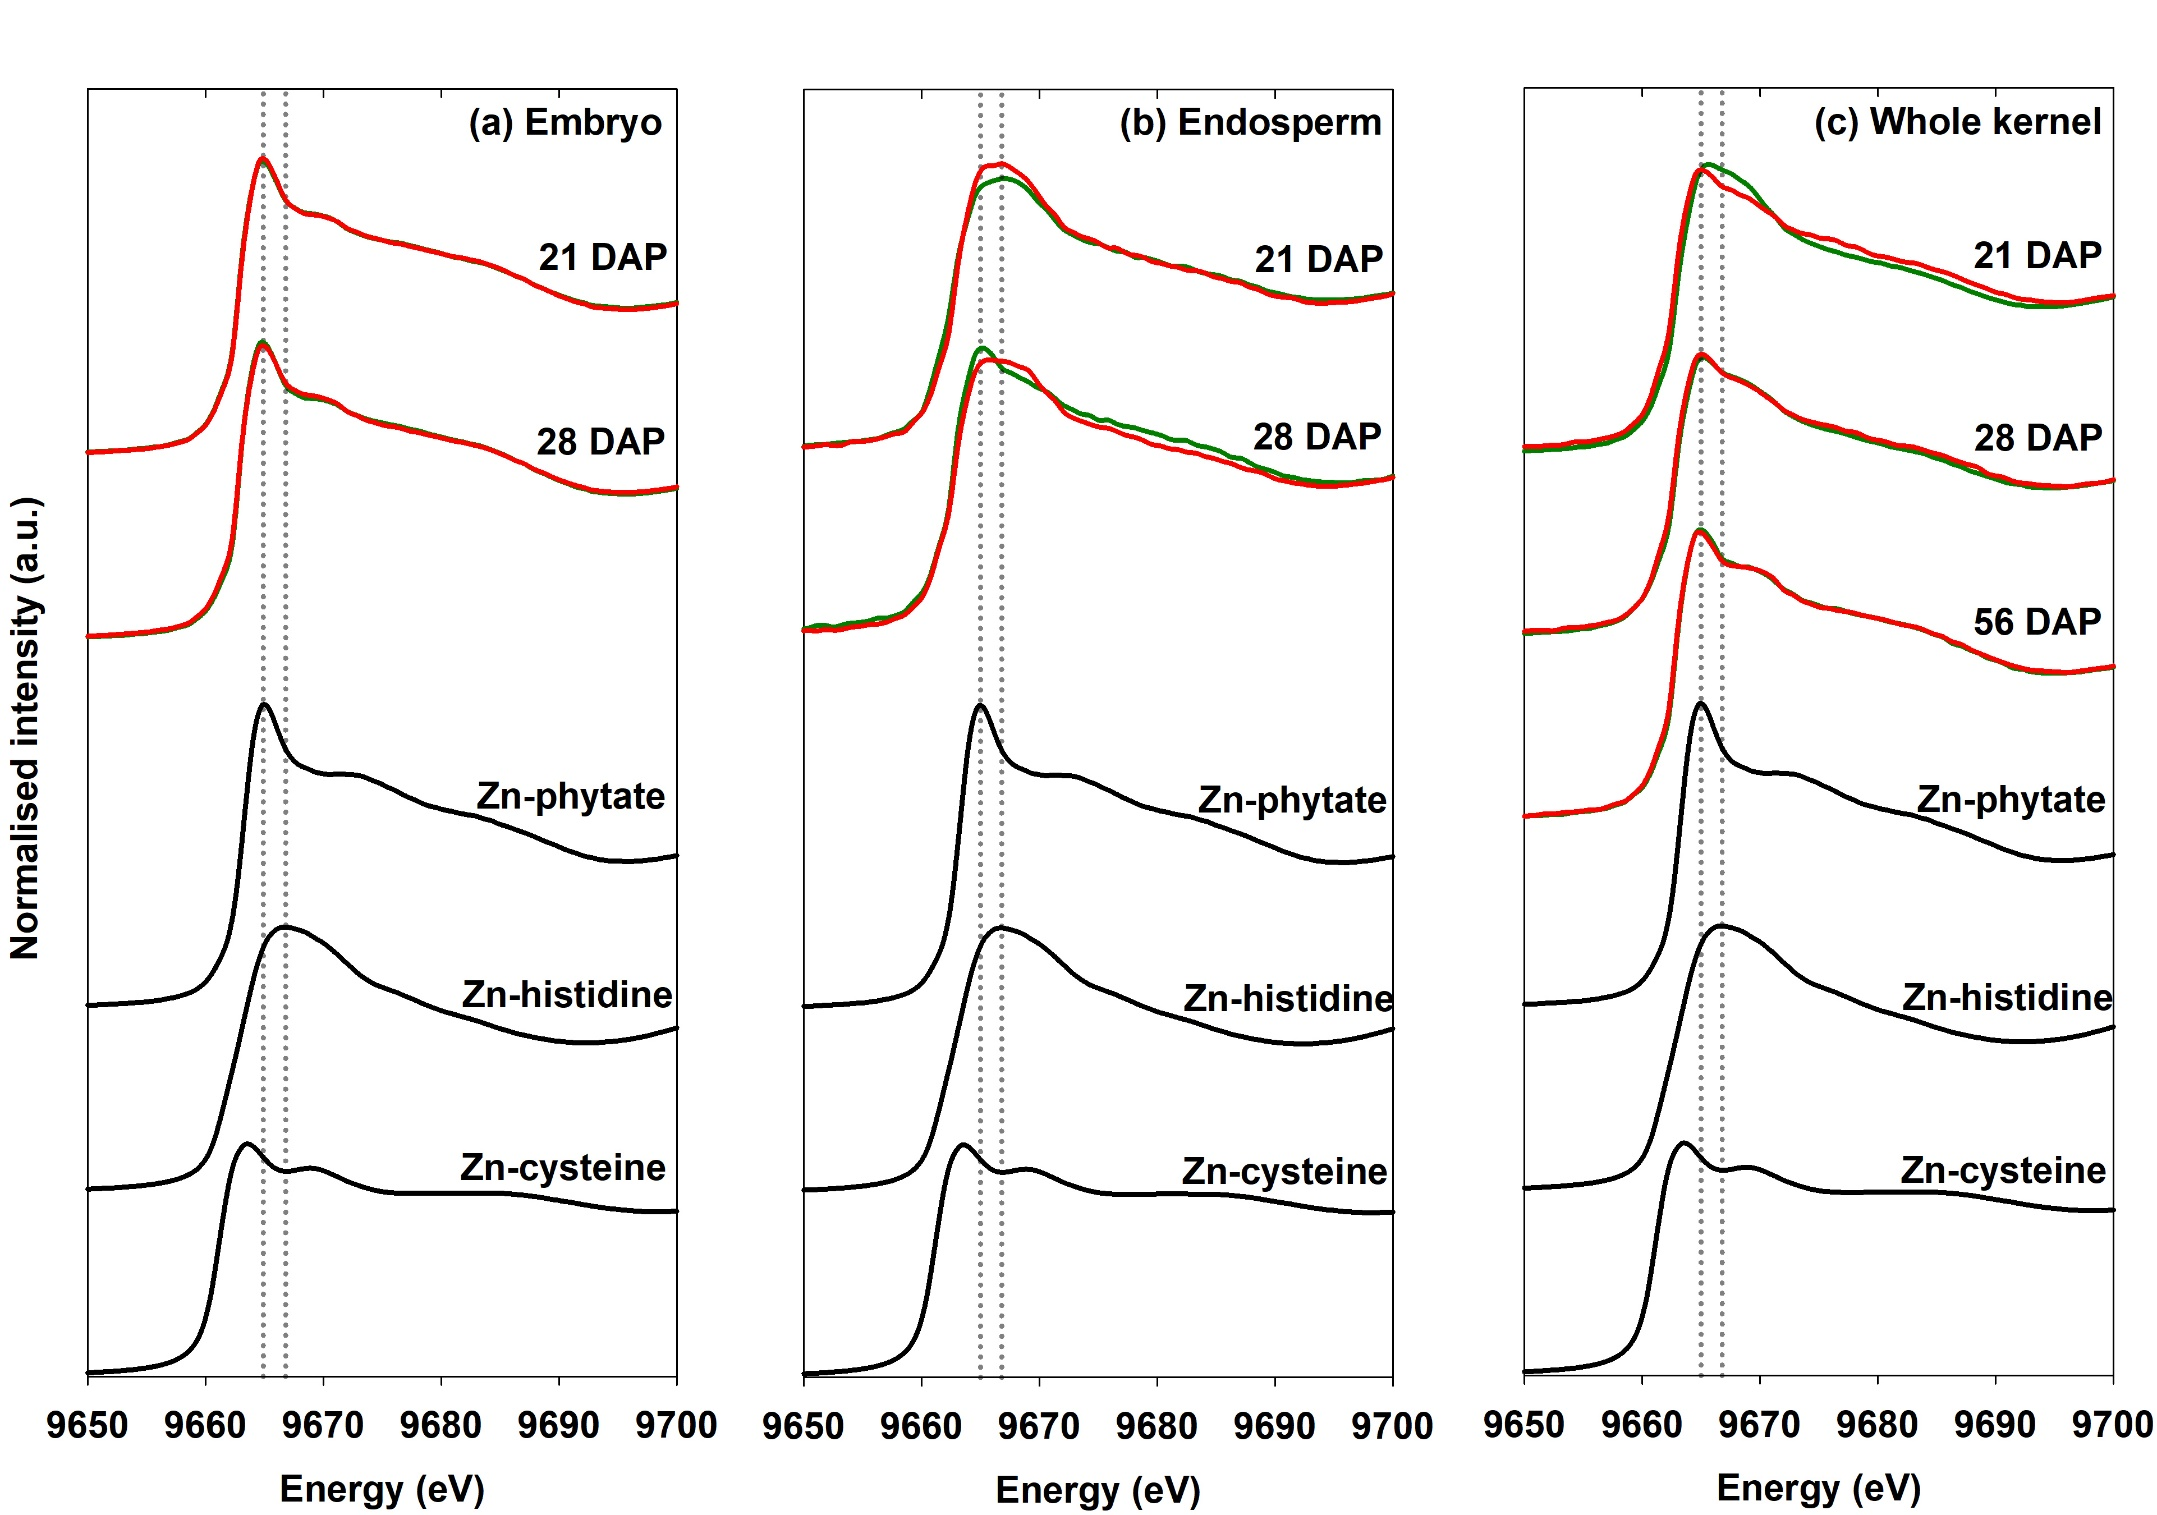 Normalised intensity (a.u.)
(a) Embryo
21 DAP
28 DAP
Zn-phytate
Zn-histidine
Zn-cysteine
9650 9660 9670 9680 9690 9700
Energy (eV)
(b) Endosperm
21 DAP
28 DAP
Zn-phytate
Zn-histidine
Zn-cysteine
9650 9660 9670 9680 9690 9700
Energy (eV)
(c) Whole kernel
21 DAP
28 DAP
56 DAP
Zn-phytate
Zn-histidine
Zn-cysteine
9650 9660 9670 9680 9690 9700
Energy (eV)